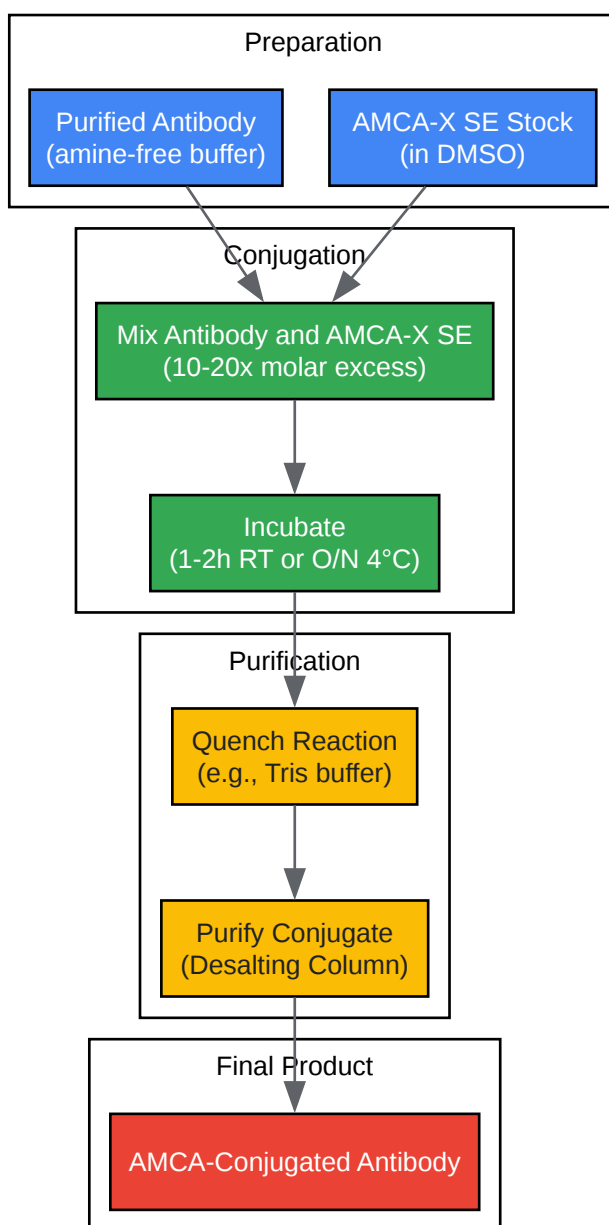 Preparation
Purified Antibody
(amine-free buffer)
AMCA-X SE Stock
(in DMSO)
Conjugation
Mix Antibody and AMCA-X SE
(10-20x molar excess)
Incubate
(1-2h RT or O/N 4°C)
Purification
Quench Reaction
(e.g., Tris buffer)
Purify Conjugate
(Desalting Column)
Final Product
AMCA-Conjugated Antibody